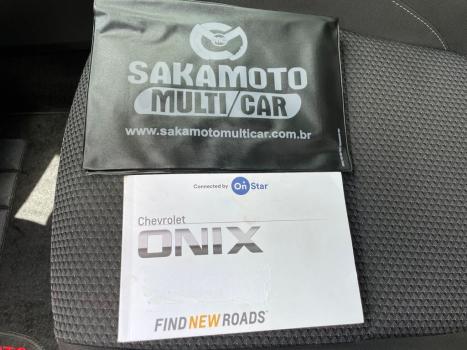 SAKAMOTO
MULTI/CAR
www.sakamotomulticar.com.br
Connected by OnStar
Chevrolet
ONIX
FIND NEW ROADS